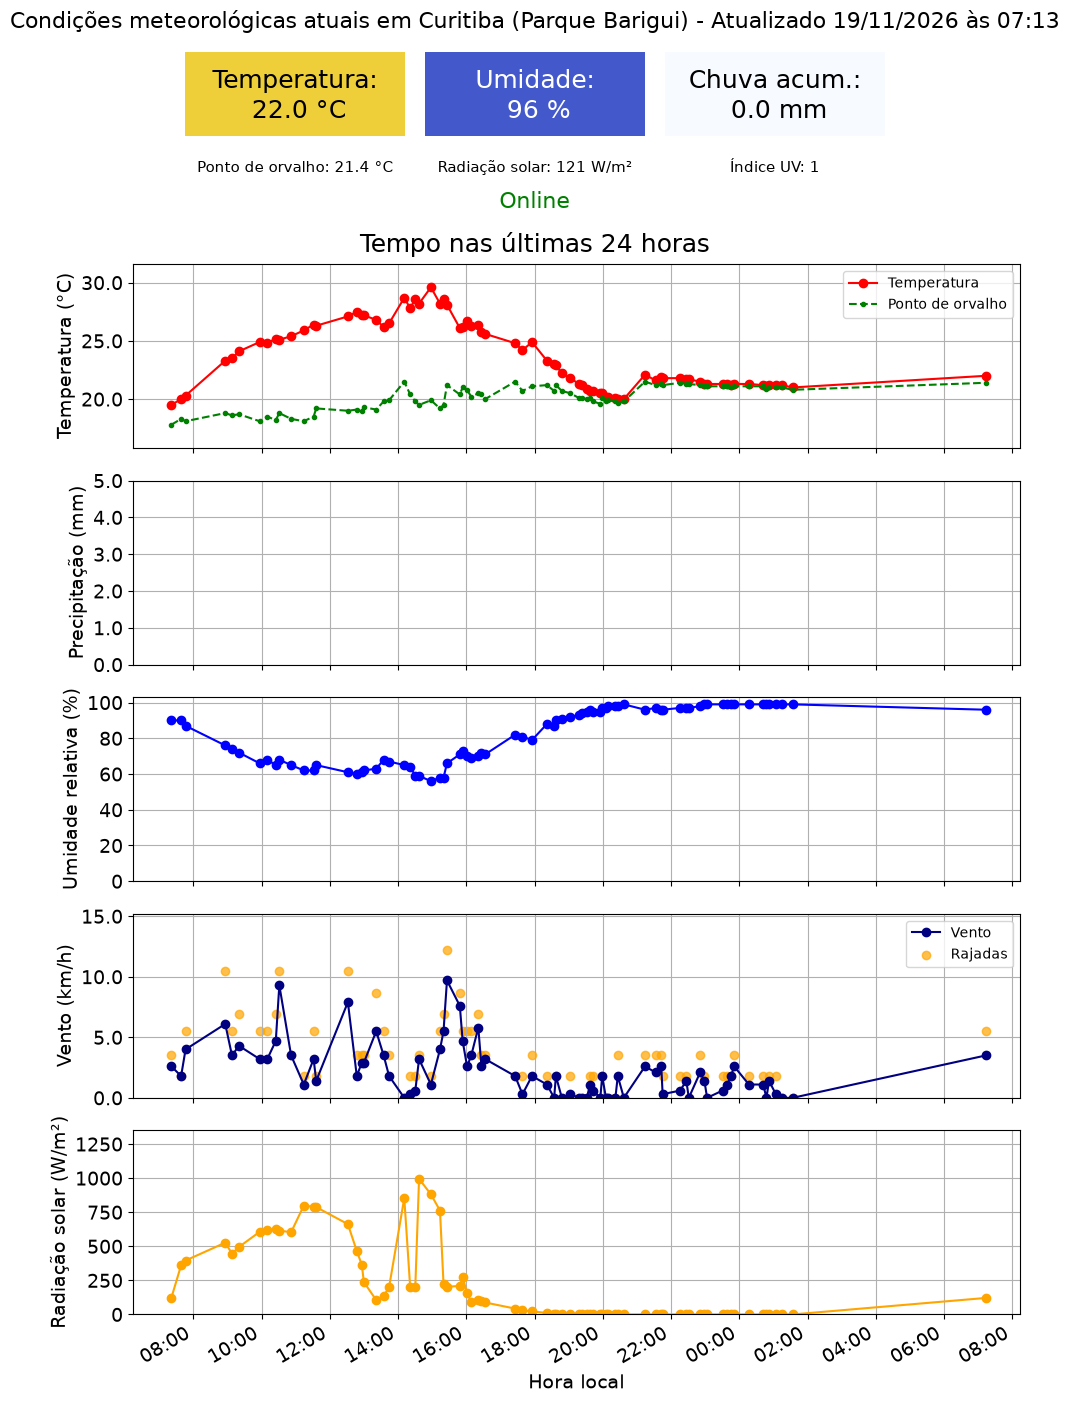 Condições meteorológicas atuais em Curitiba (Parque Barigui) - Atualizado 19/11/2026 às 07:13
Temperatura:
22.0 °C
Umidade:
96 %
Chuva acum.:
0.0 mm
Ponto de orvalho: 21.4 °C
Radiação solar: 121 W/m²
Índice UV: 1
Online
Tempo nas últimas 24 horas
Temperatura (°C)
30.0
25.0
20.0
Temperatura
Ponto de orvalho
Precipitação (mm)
5.0
4.0
3.0
2.0
1.0
0.0
Umidade relativa (%)
100
80
60
40
20
0
Vento (km/h)
15.0
10.0
5.0
0.0
Vento
Rajadas
Radiação solar (W/m²)
1250
1000
750
500
250
0
08:00
10:00
12:00
14:00
16:00
18:00
20:00
22:00
00:00
02:00
04:00
06:00
08:00
Hora local